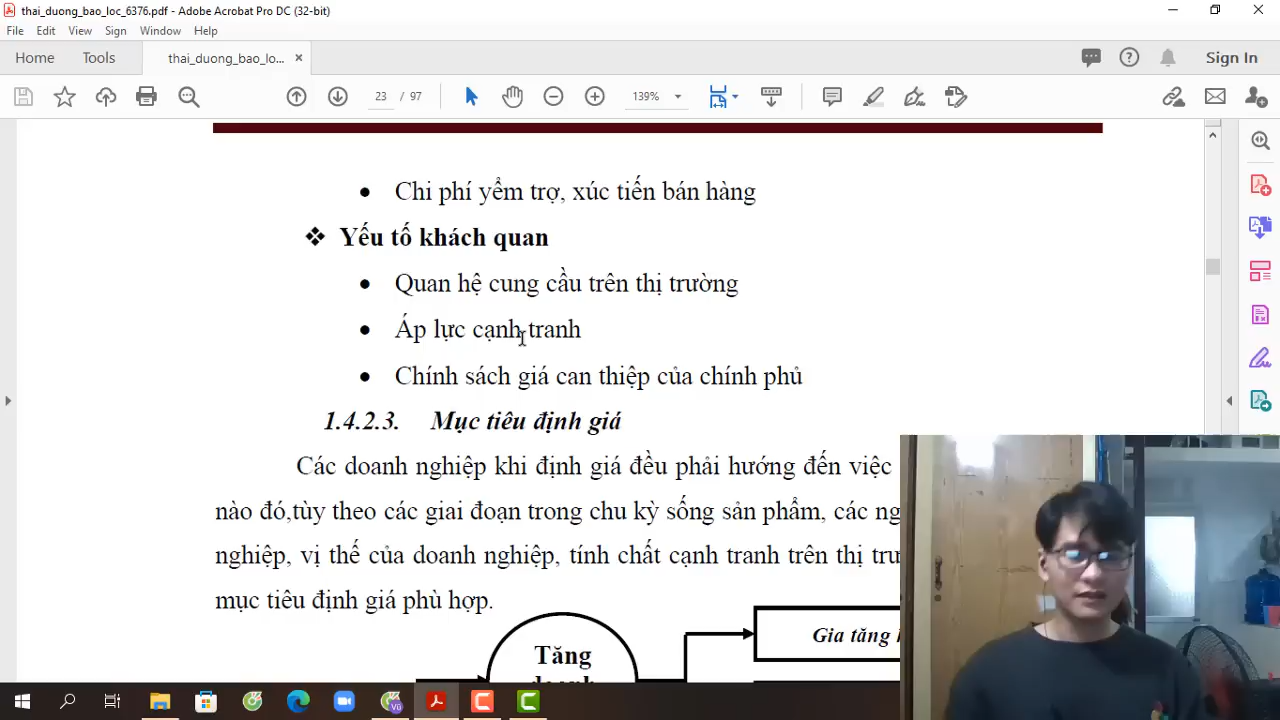 thai_duong_bao_loc_6376.pdf - Adobe Acrobat Pro DC (32-bit)
File Edit View Sign Window Help
Home Tools thai_duong_bao_lo... Sign In
23 / 97 139%
Chi phí yểm trợ, xúc tiến bán hàng
Yếu tố khách quan
Quan hệ cung cầu trên thị trường
Áp lực cạnh tranh
Chính sách giá can thiệp của chính phủ
1.4.2.3. Mục tiêu định giá
Các doanh nghiệp khi định giá đều phải hướng đến việc
nào đó,tùy theo các giai đoạn trong chu kỳ sống sản phẩm, các ng
nghiệp, vị thế của doanh nghiệp, tính chất cạnh tranh trên thị trư
mục tiêu định giá phù hợp.
Gia tăng
Tăng
doanh
Vũ